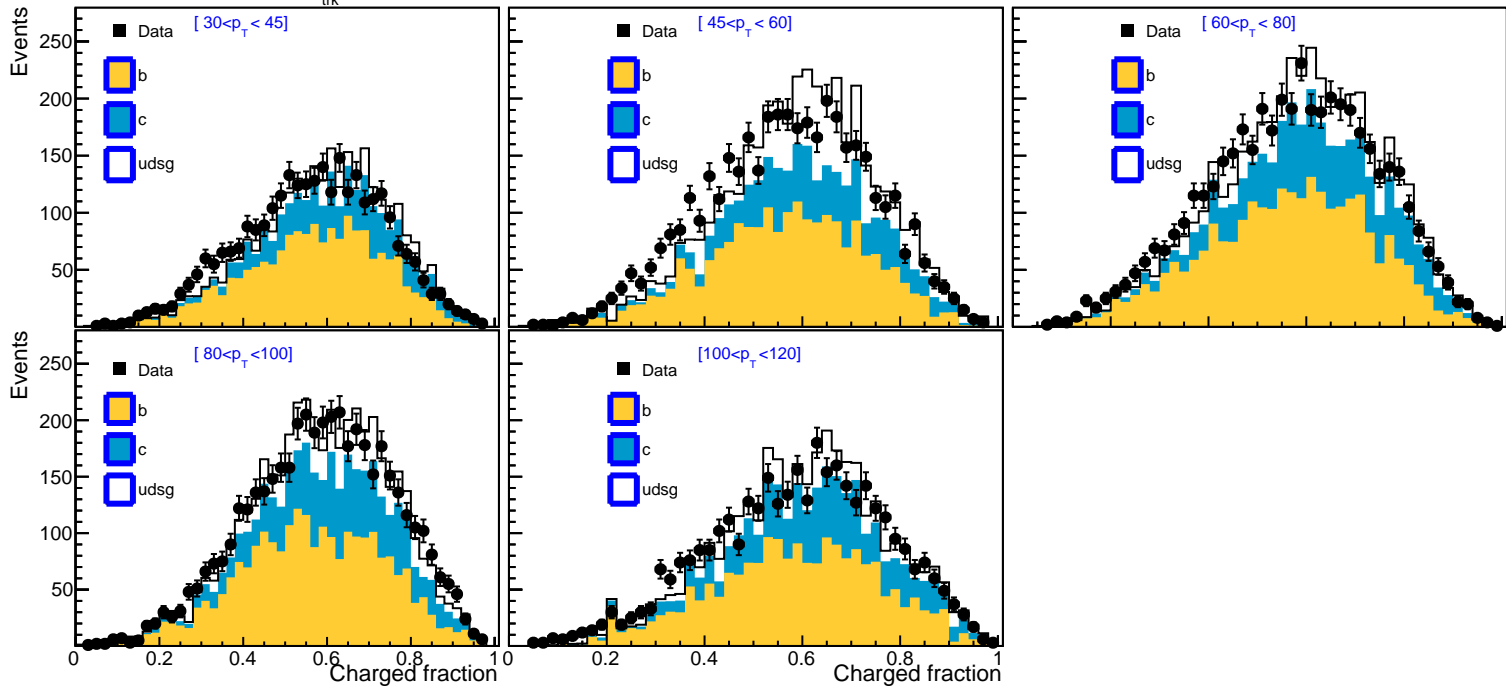 trk
[ 30<p_T< 45]
[ 45<p_T< 60]
[ 60<p_T< 80]
Events
250
200
150
100
50
Data
b
c
udsg
Data
b
c
udsg
Data
b
c
udsg
[ 80<p_T<100]
[100<p_T<120]
Events
250
200
150
100
50
0
Data
b
c
udsg
Data
b
c
udsg
0 0.2 0.4 0.6 0.8 1
Charged fraction
0 0.2 0.4 0.6 0.8 1
Charged fraction